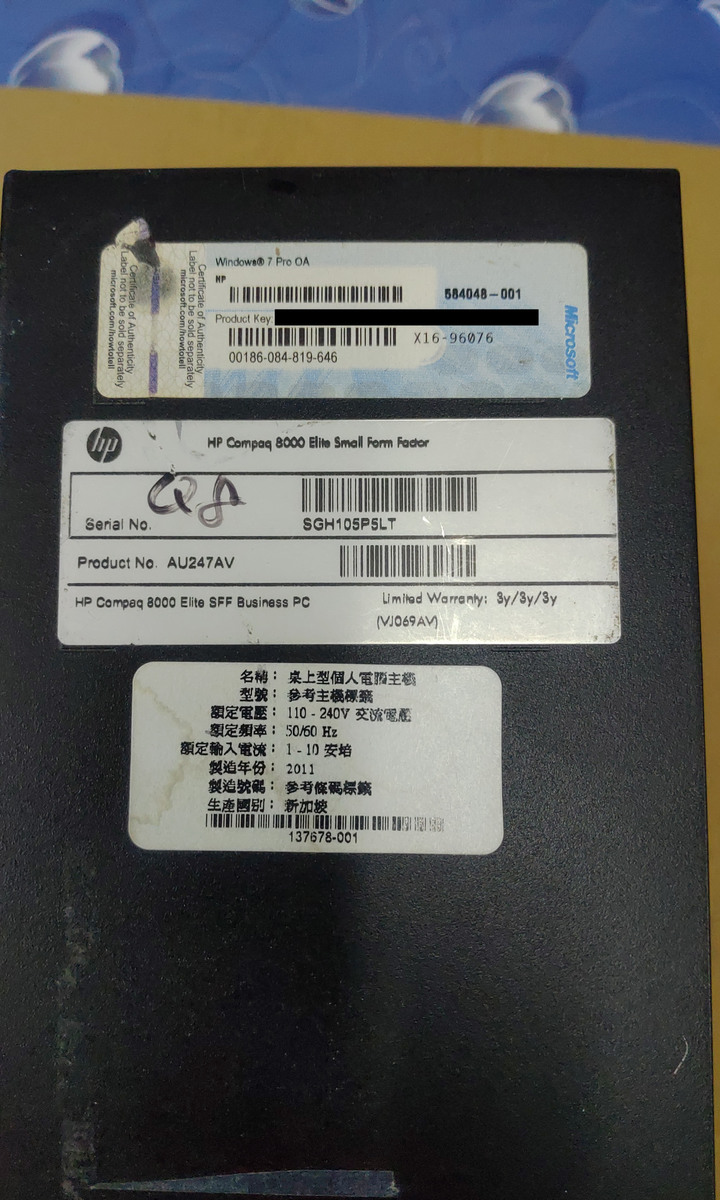 Certificate of Authenticity
Label not to be sold separately
microsoft.com/howtotell
Certificate of Authenticity
Label not to be sold separately
microsoft.com/howtotell
Windows® 7 Pro OA
HP
584048-001
Product Key:
X16-96076
00186-084-819-646
Microsoft
hp
HP Compaq 8000 Elite Small Form Factor
Serial No.
SGH105P5LT
Product No. AU247AV
HP Compaq 8000 Elite SFF Business PC
Limited Warranty: 3y/3y/3y
(VJ069AV)
名稱：桌上型個人電腦主機
型號：參考主機標籤
額定電壓：110 - 240V 交流電壓
額定頻率：50/60 Hz
額定輸入電流：1 - 10 安培
製造年份：2011
製造號碼：參考條碼標籤
生產國別：新加坡
137678-001